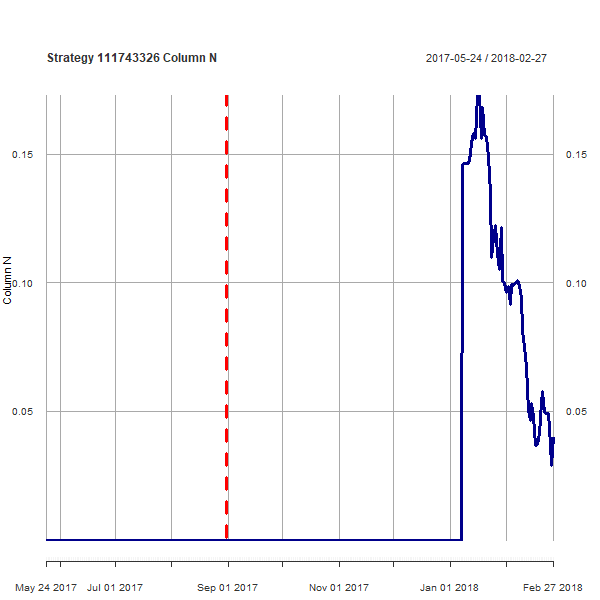 Strategy 111743326 Column N
2017-05-24 / 2018-02-27
0.15
0.15
0.10
0.10
Column N
0.05
0.05
May 24 2017
Jul 01 2017
Sep 01 2017
Nov 01 2017
Jan 01 2018
Feb 27 2018